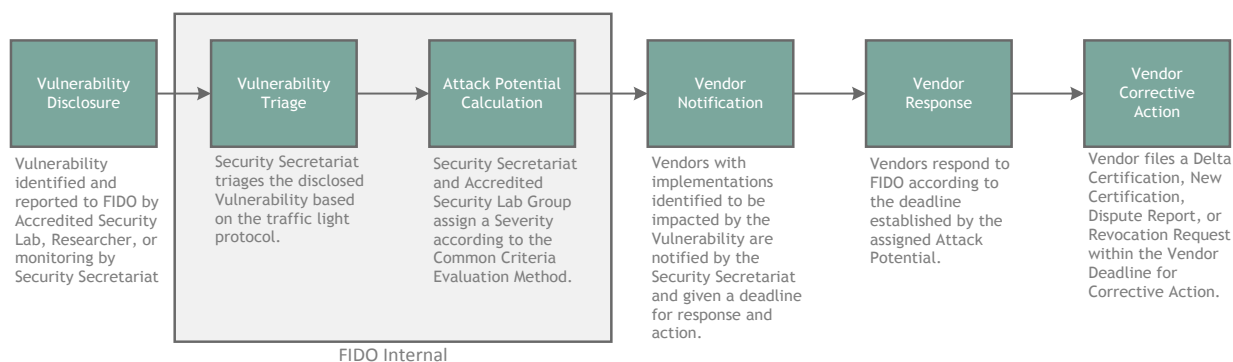 Vulnerability
Disclosure
Vulnerability
Triage
Attack Potential
Calculation
Vendor
Notification
Vendor
Response
Vendor
Corrective
Action
Vulnerability
identified and
reported to FIDO by
Accredited Security
Lab, Researcher, or
monitoring by
Security Secretariat
Security Secretariat
triages the disclosed
Vulnerability based
on the traffic light
protocol.
Security Secretariat
and Accredited
Security Lab Group
assign a Severity
according to the
Common Criteria
Evaluation Method.
Vendors with
implementations
identified to be
impacted by the
Vulnerability are
notified by the
Security Secretariat
and given a deadline
for response and
action.
Vendors respond to
FIDO according to
the deadline
established by the
assigned Attack
Potential.
Vendor files a Delta
Certification, New
Certification,
Dispute Report, or
Revocation Request
within the Vendor
Deadline for
Corrective Action.
FIDO Internal